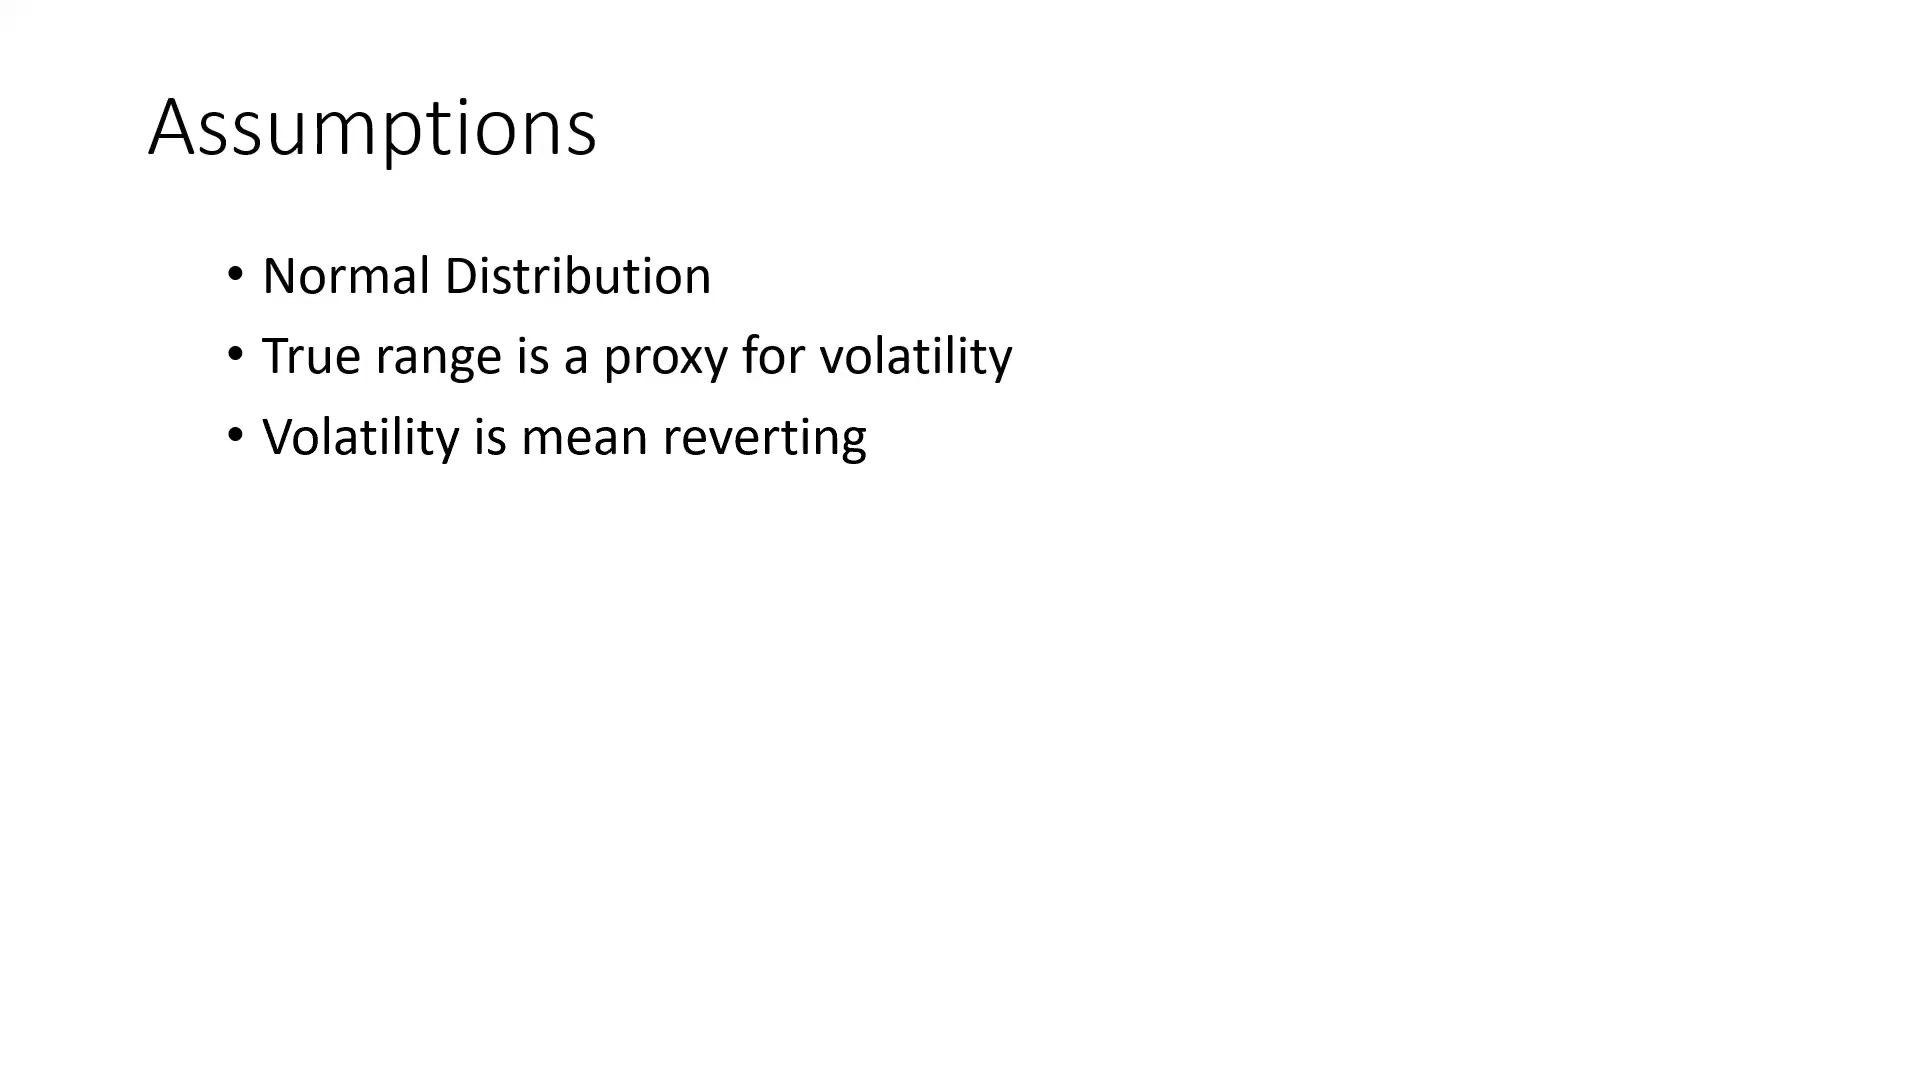 Assumptions
• Normal Distribution
• True range is a proxy for volatility
• Volatility is mean reverting